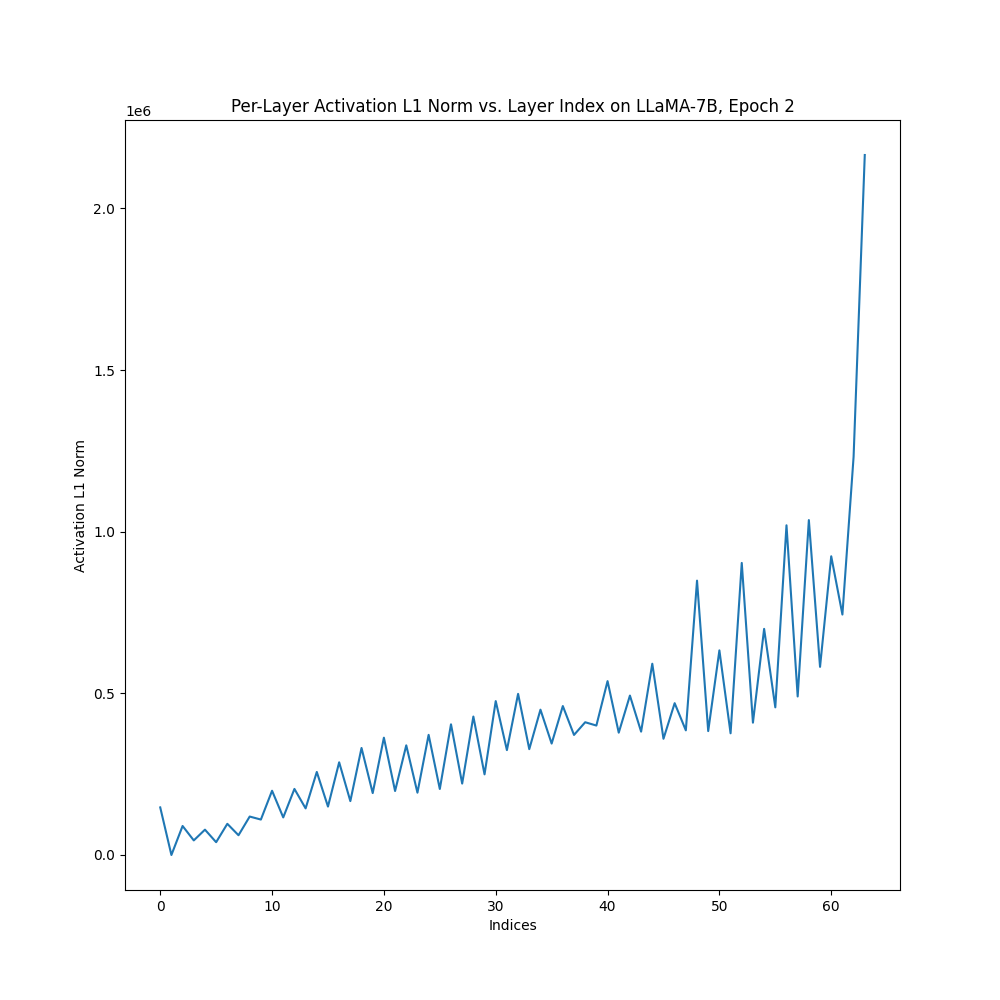 Per-Layer Activation L1 Norm vs. Layer Index on LLaMA-7B, Epoch 2
1e6
2.0
1.5
1.0
0.5
0.0
Activation L1 Norm
0 10 20 30 40 50 60
Indices